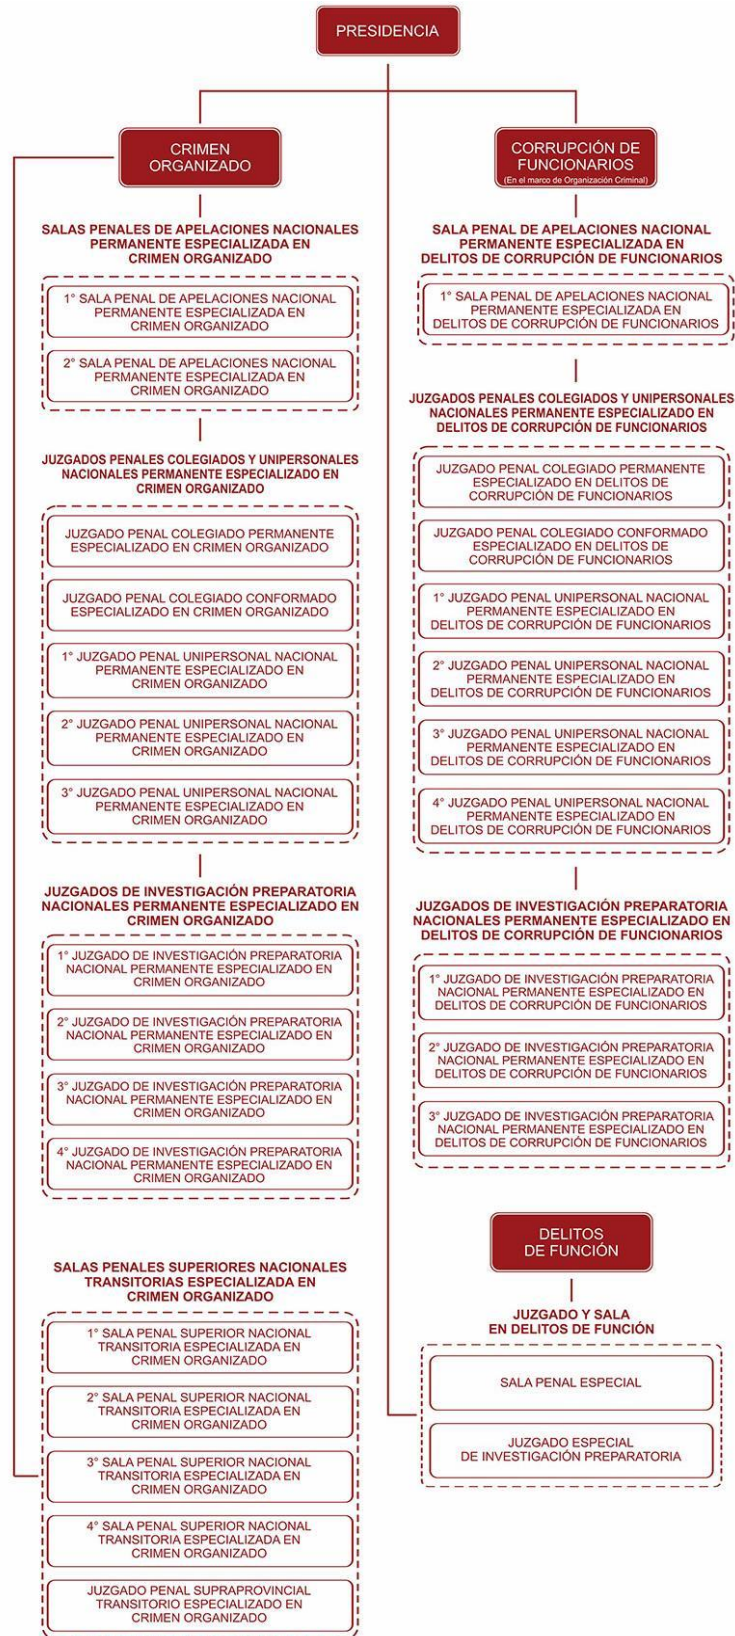 PRESIDENCIA
CRIMEN
ORGANIZADO
SALAS PENALES DE APELACIONES NACIONALES
PERMANENTE ESPECIALIZADA EN
CRIMEN ORGANIZADO
1° SALA PENAL DE APELACIONES NACIONAL
PERMANENTE ESPECIALIZADA EN
CRIMEN ORGANIZADO
2° SALA PENAL DE APELACIONES NACIONAL
PERMANENTE ESPECIALIZADA EN
CRIMEN ORGANIZADO
JUZGADOS PENALES COLEGIADOS Y UNIPERSONALES
NACIONALES PERMANENTE ESPECIALIZADO EN
CRIMEN ORGANIZADO
JUZGADO PENAL COLEGIADO PERMANENTE
ESPECIALIZADO EN CRIMEN ORGANIZADO
JUZGADO PENAL COLEGIADO CONFORMADO
ESPECIALIZADO EN CRIMEN ORGANIZADO
1° JUZGADO PENAL UNIPERSONAL NACIONAL
PERMANENTE ESPECIALIZADO EN
CRIMEN ORGANIZADO
2° JUZGADO PENAL UNIPERSONAL NACIONAL
PERMANENTE ESPECIALIZADO EN
CRIMEN ORGANIZADO
3° JUZGADO PENAL UNIPERSONAL NACIONAL
PERMANENTE ESPECIALIZADO EN
CRIMEN ORGANIZADO
JUZGADOS DE INVESTIGACIÓN PREPARATORIA
NACIONALES PERMANENTE ESPECIALIZADO EN
CRIMEN ORGANIZADO
1° JUZGADO DE INVESTIGACIÓN PREPARATORIA
NACIONAL PERMANENTE ESPECIALIZADO EN
CRIMEN ORGANIZADO
2° JUZGADO DE INVESTIGACIÓN PREPARATORIA
NACIONAL PERMANENTE ESPECIALIZADO EN
CRIMEN ORGANIZADO
3° JUZGADO DE INVESTIGACIÓN PREPARATORIA
NACIONAL PERMANENTE ESPECIALIZADO EN
CRIMEN ORGANIZADO
4° JUZGADO DE INVESTIGACIÓN PREPARATORIA
NACIONAL PERMANENTE ESPECIALIZADO EN
CRIMEN ORGANIZADO
SALAS PENALES SUPERIORES NACIONALES
TRANSITORIAS ESPECIALIZADA EN
CRIMEN ORGANIZADO
1° SALA PENAL SUPERIOR NACIONAL
TRANSITORIA ESPECIALIZADA EN
CRIMEN ORGANIZADO
2° SALA PENAL SUPERIOR NACIONAL
TRANSITORIA ESPECIALIZADA EN
CRIMEN ORGANIZADO
3° SALA PENAL SUPERIOR NACIONAL
TRANSITORIA ESPECIALIZADA EN
CRIMEN ORGANIZADO
4° SALA PENAL SUPERIOR NACIONAL
TRANSITORIA ESPECIALIZADA EN
CRIMEN ORGANIZADO
JUZGADO PENAL SUPRAPROVINCIAL
TRANSITORIO ESPECIALIZADO EN
CRIMEN ORGANIZADO
CORRUPCIÓN DE
FUNCIONARIOS
(En el marco de Organización Criminal)
SALA PENAL DE APELACIONES NACIONAL
PERMANENTE ESPECIALIZADA EN
DELITOS DE CORRUPCIÓN DE FUNCIONARIOS
1° SALA PENAL DE APELACIONES NACIONAL
PERMANENTE ESPECIALIZADA EN
DELITOS DE CORRUPCIÓN DE FUNCIONARIOS
JUZGADOS PENALES COLEGIADOS Y UNIPERSONALES
NACIONALES PERMANENTE ESPECIALIZADO EN
DELITOS DE CORRUPCIÓN DE FUNCIONARIOS
JUZGADO PENAL COLEGIADO PERMANENTE
ESPECIALIZADO EN DELITOS DE
CORRUPCIÓN DE FUNCIONARIOS
JUZGADO PENAL COLEGIADO CONFORMADO
ESPECIALIZADO EN DELITOS DE
CORRUPCIÓN DE FUNCIONARIOS
1° JUZGADO PENAL UNIPERSONAL NACIONAL
PERMANENTE ESPECIALIZADO EN
DELITOS DE CORRUPCIÓN DE FUNCIONARIOS
2° JUZGADO PENAL UNIPERSONAL NACIONAL
PERMANENTE ESPECIALIZADO EN
DELITOS DE CORRUPCIÓN DE FUNCIONARIOS
3° JUZGADO PENAL UNIPERSONAL NACIONAL
PERMANENTE ESPECIALIZADO EN
DELITOS DE CORRUPCIÓN DE FUNCIONARIOS
4° JUZGADO PENAL UNIPERSONAL NACIONAL
PERMANENTE ESPECIALIZADO EN
DELITOS DE CORRUPCIÓN DE FUNCIONARIOS
JUZGADOS DE INVESTIGACIÓN PREPARATORIA
NACIONALES PERMANENTE ESPECIALIZADO EN
DELITOS DE CORRUPCIÓN DE FUNCIONARIOS
1° JUZGADO DE INVESTIGACIÓN PREPARATORIA
NACIONAL PERMANENTE ESPECIALIZADO EN
DELITOS DE CORRUPCIÓN DE FUNCIONARIOS
2° JUZGADO DE INVESTIGACIÓN PREPARATORIA
NACIONAL PERMANENTE ESPECIALIZADO EN
DELITOS DE CORRUPCIÓN DE FUNCIONARIOS
3° JUZGADO DE INVESTIGACIÓN PREPARATORIA
NACIONAL PERMANENTE ESPECIALIZADO EN
DELITOS DE CORRUPCIÓN DE FUNCIONARIOS
DELITOS
DE FUNCIÓN
JUZGADO Y SALA
EN DELITOS DE FUNCIÓN
SALA PENAL ESPECIAL
JUZGADO ESPECIAL
DE INVESTIGACIÓN PREPARATORIA